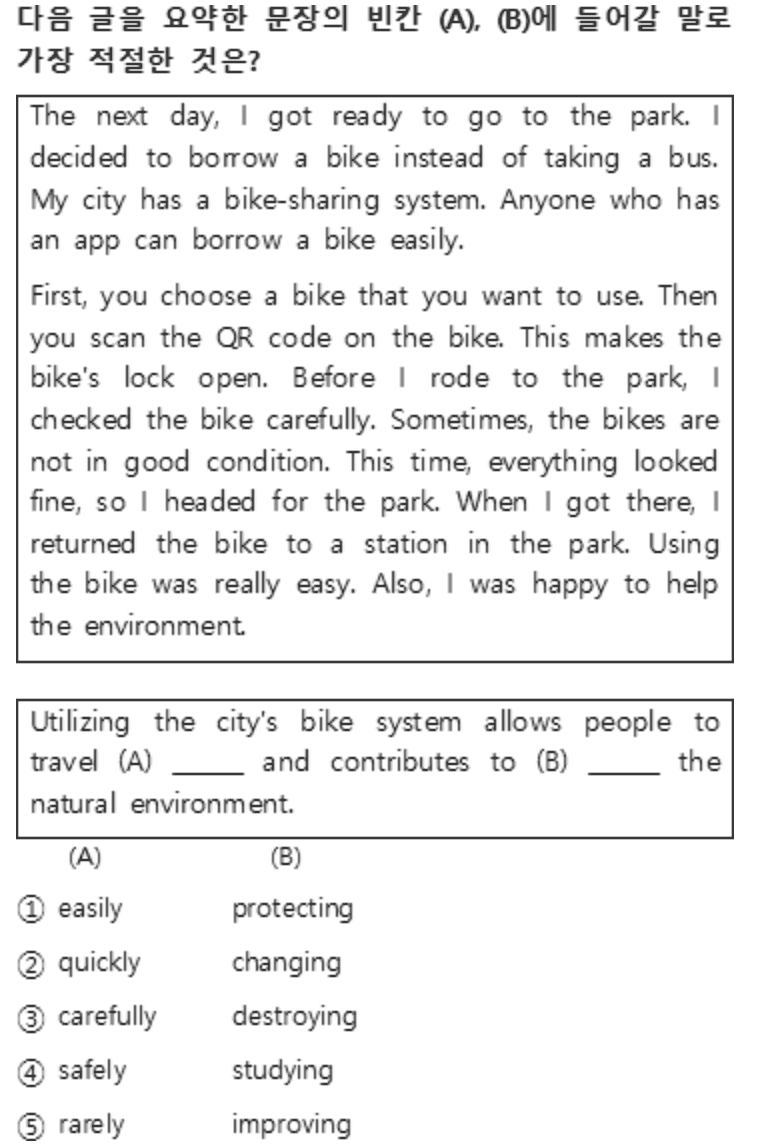 다음 글을 요약한 문장의 빈칸 (A), (B)에 들어갈 말로
가장 적절한 것은?
The next day, I got ready to go to the park. I
decided to borrow a bike instead of taking a bus.
My city has a bike-sharing system. Anyone who has
an app can borrow a bike easily.
First, you choose a bike that you want to use. Then
you scan the QR code on the bike. This makes the
bike's lock open. Before I rode to the park, I
checked the bike carefully. Sometimes, the bikes are
not in good condition. This time, everything looked
fine, so I headed for the park. When I got there, I
returned the bike to a station in the park. Using
the bike was really easy. Also, I was happy to help
the environment.
Utilizing the city's bike system allows people to
travel (A) _____ and contributes to (B) _____ the
natural environment.
(A) (B)
① easily protecting
② quickly changing
③ carefully destroying
④ safely studying
⑤ rarely improving